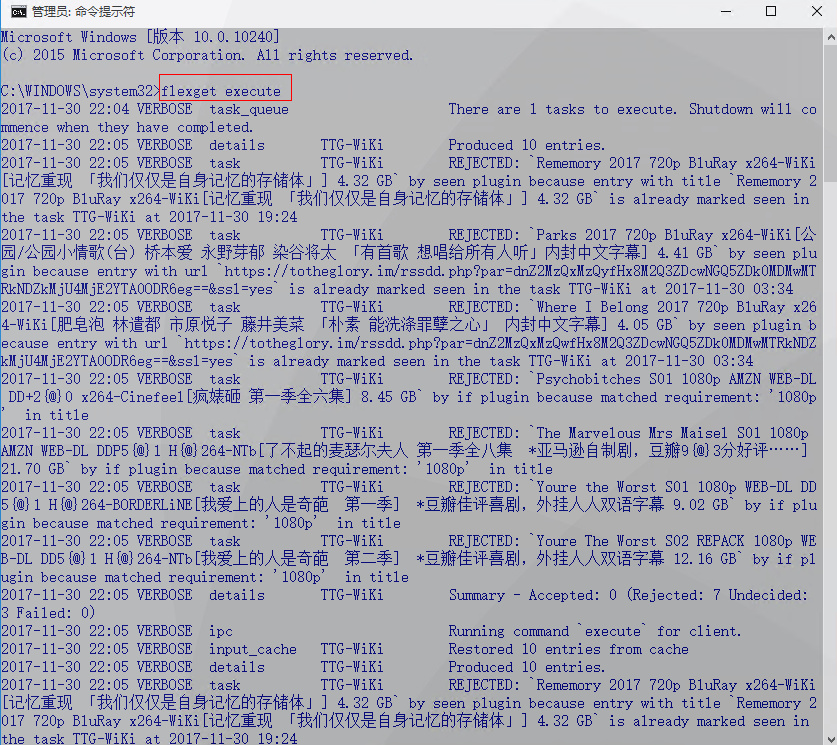 管理员: 命令提示符
Microsoft Windows [版本 10.0.10240]
(c) 2015 Microsoft Corporation. All rights reserved.
C:\WINDOWS\system32>flexget execute
2017-11-30 22:04 VERBOSE  task_queue                    There are 1 tasks to execute. Shutdown will co
mmence when they have completed.
2017-11-30 22:05 VERBOSE  details       TTG-WiKi        Produced 10 entries.
2017-11-30 22:05 VERBOSE  task          TTG-WiKi        REJECTED: `Rememory 2017 720p BluRay x264-WiKi
[记忆重现 「我们仅仅是自身记忆的存储体」] 4.32 GB` by seen plugin because entry with title `Rememory 2
017 720p BluRay x264-WiKi[记忆重现 「我们仅仅是自身记忆的存储体」] 4.32 GB` is already marked seen in
the task TTG-WiKi at 2017-11-30 19:24
2017-11-30 22:05 VERBOSE  task          TTG-WiKi        REJECTED: `Parks 2017 720p BluRay x264-WiKi[公
园/公园小情歌(台) 桥本爱 永野芽郁 染谷将太 「有首歌 想唱给所有人听」内封中文字幕] 4.41 GB` by seen plu
gin because entry with url `https://totheglory.im/rssdd.php?par=dnZ2MzQxMzQyfHx8M2Q3ZDcwNGQ5ZDk0MDMwMT
RkNDZkMjU4MjE2YTA0ODR6eg==&ssl=yes` is already marked seen in the task TTG-WiKi at 2017-11-30 03:34
2017-11-30 22:05 VERBOSE  task          TTG-WiKi        REJECTED: `Where I Belong 2017 720p BluRay x26
4-WiKi[肥皂泡 林遣都 市原悦子 藤井美菜 「朴素 能洗涤罪孽之心」 内封中文字幕] 4.05 GB` by seen plugin b
ecause entry with url `https://totheglory.im/rssdd.php?par=dnZ2MzQxMzQwfHx8M2Q3ZDcwNGQ5ZDk0MDMwMTRkNDZ
kMjU4MjE2YTA0ODR6eg==&ssl=yes` is already marked seen in the task TTG-WiKi at 2017-11-30 03:34
2017-11-30 22:05 VERBOSE  task          TTG-WiKi        REJECTED: `Psychobitches S01 1080p AMZN WEB-DL
DD+2{@}0 x264-Cinefeel[疯婊砸 第一季全六集] 8.45 GB` by if plugin because matched requirement: '1080p
' in title
2017-11-30 22:05 VERBOSE  task          TTG-WiKi        REJECTED: `The Marvelous Mrs Maisel S01 1080p
AMZN WEB-DL DDP5{@}1 H{@}264-NTb[了不起的麦瑟尔夫人 第一季全八集  *亚马逊自制剧，豆瓣9{@}3分好评……]
21.70 GB` by if plugin because matched requirement: '1080p' in title
2017-11-30 22:05 VERBOSE  task          TTG-WiKi        REJECTED: `Youre the Worst S01 1080p WEB-DL DD
5{@}1 H{@}264-BORDERLiNE[我爱上的人是奇葩  第一季]  *豆瓣佳评喜剧，外挂人人双语字幕 9.02 GB` by if plu
gin because matched requirement: '1080p' in title
2017-11-30 22:05 VERBOSE  task          TTG-WiKi        REJECTED: `Youre The Worst S02 REPACK 1080p WE
B-DL DD5{@}1 H{@}264-NTb[我爱上的人是奇葩  第二季]  *豆瓣佳评喜剧，外挂人人双语字幕 12.16 GB` by if pl
ugin because matched requirement: '1080p' in title
2017-11-30 22:05 VERBOSE  details       TTG-WiKi        Summary - Accepted: 0 (Rejected: 7 Undecided:
3 Failed: 0)
2017-11-30 22:05 VERBOSE  ipc                           Running command `execute` for client.
2017-11-30 22:05 VERBOSE  input_cache   TTG-WiKi        Restored 10 entries from cache
2017-11-30 22:05 VERBOSE  details       TTG-WiKi        Produced 10 entries.
2017-11-30 22:05 VERBOSE  task          TTG-WiKi        REJECTED: `Rememory 2017 720p BluRay x264-WiKi
[记忆重现 「我们仅仅是自身记忆的存储体」] 4.32 GB` by seen plugin because entry with title `Rememory 2
017 720p BluRay x264-WiKi[记忆重现 「我们仅仅是自身记忆的存储体」] 4.32 GB` is already marked seen in
the task TTG-WiKi at 2017-11-30 19:24